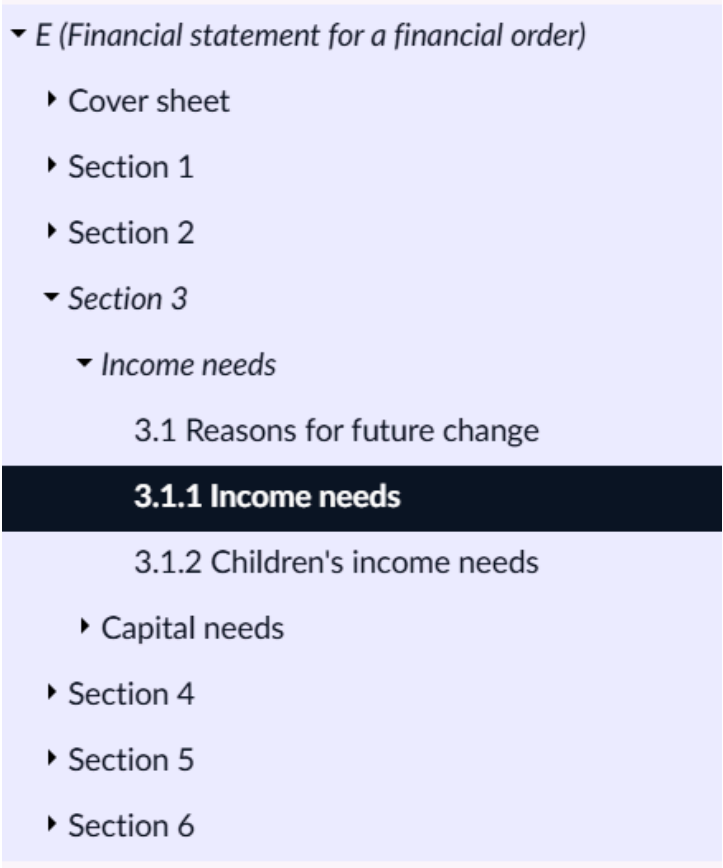 E (Financial statement for a financial order)
Cover sheet
Section 1
Section 2
Section 3
Income needs
3.1 Reasons for future change
3.1.1 Income needs
3.1.2 Children's income needs
Capital needs
Section 4
Section 5
Section 6